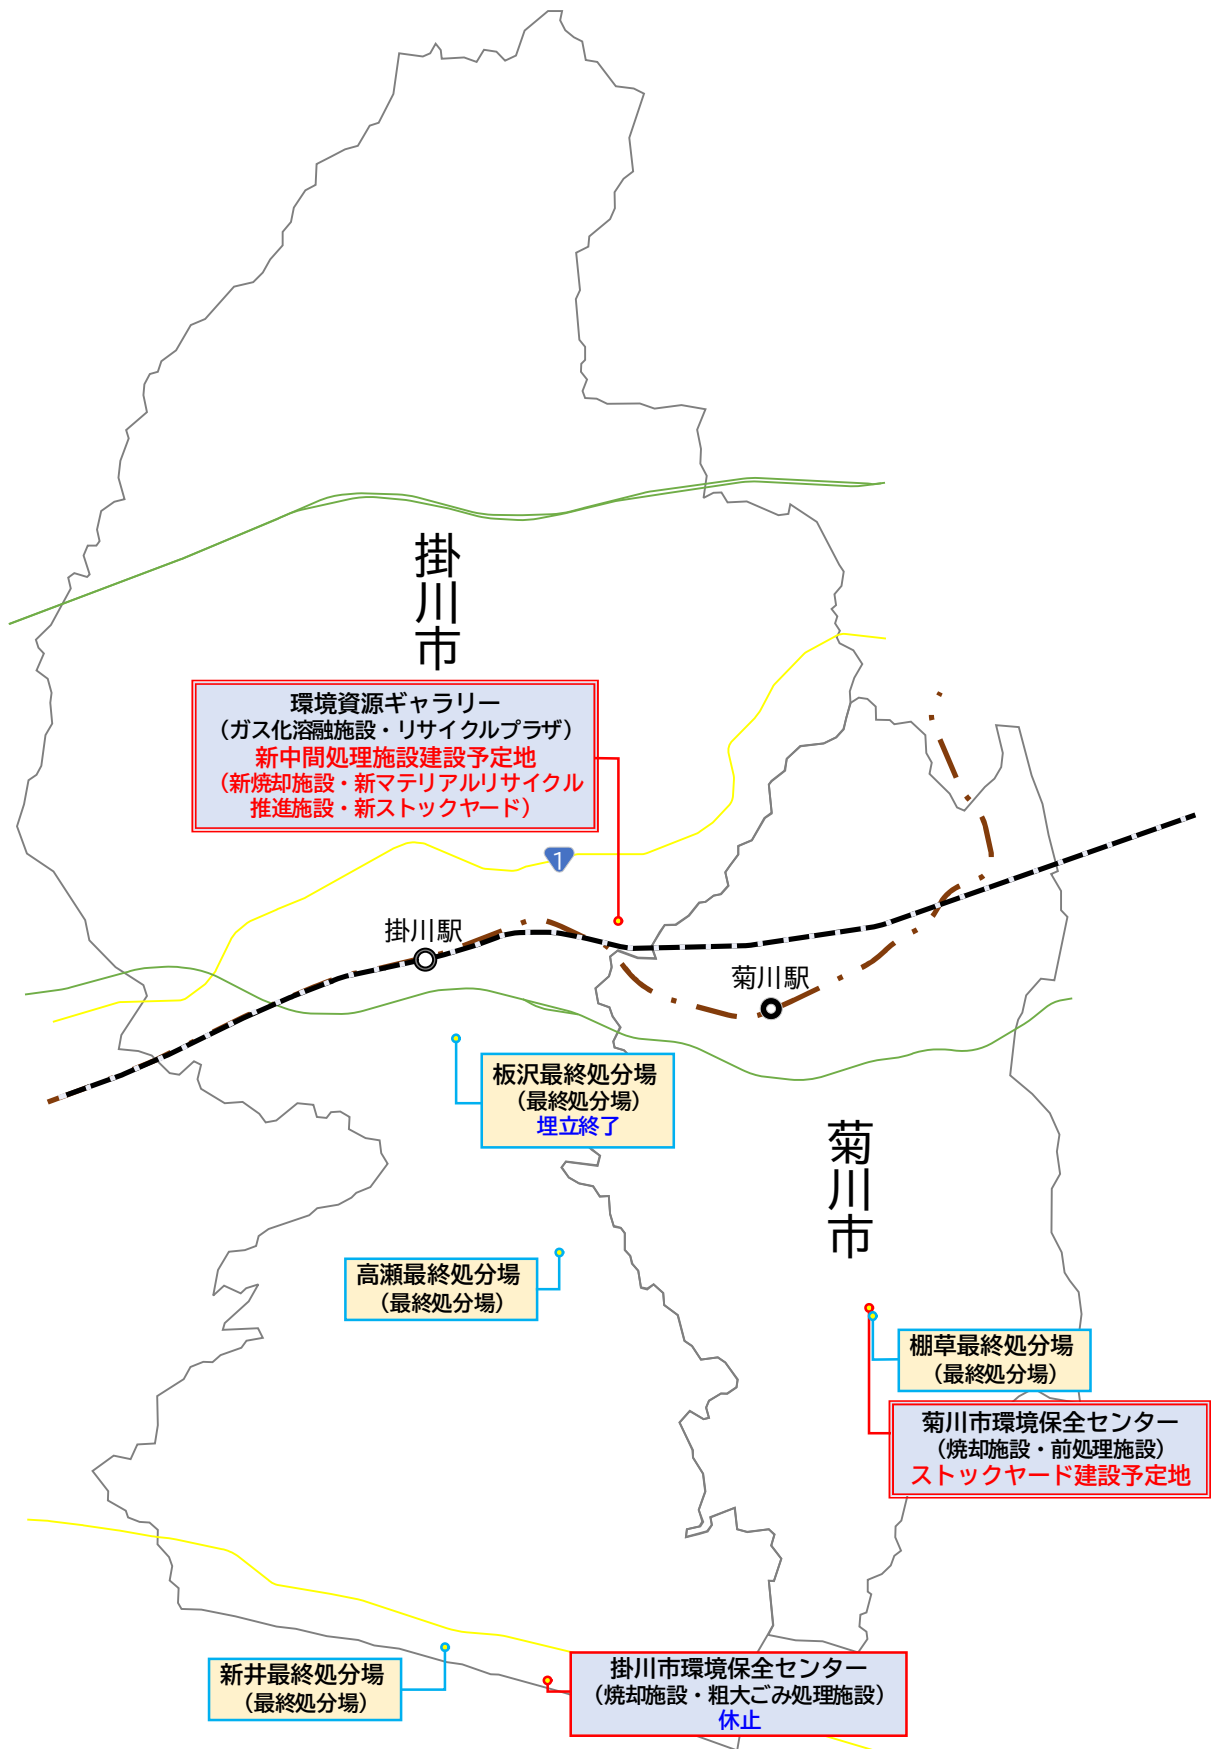 掛川市
環境資源ギャラリー
（ガス化溶融施設・リサイクルプラザ）
新中間処理施設建設予定地
（新焼却施設・新マテリアルリサイクル
推進施設・新ストックヤード）
1
掛川駅
菊川駅
板沢最終処分場
（最終処分場）
埋立終了
菊川市
高瀬最終処分場
（最終処分場）
棚草最終処分場
（最終処分場）
菊川市環境保全センター
（焼却施設・前処理施設）
ストックヤード建設予定地
新井最終処分場
（最終処分場）
掛川市環境保全センター
（焼却施設・粗大ごみ処理施設）
休止